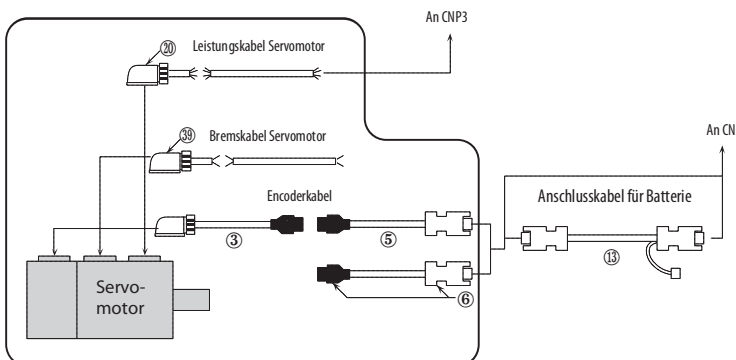 An CNP3
⑳
Leistungskabel Servomotor
㊴
Bremskabel Servomotor
An CN
Encoderkabel
Anschlusskabel für Batterie
③
⑤
⑬
Servo-
motor
⑥